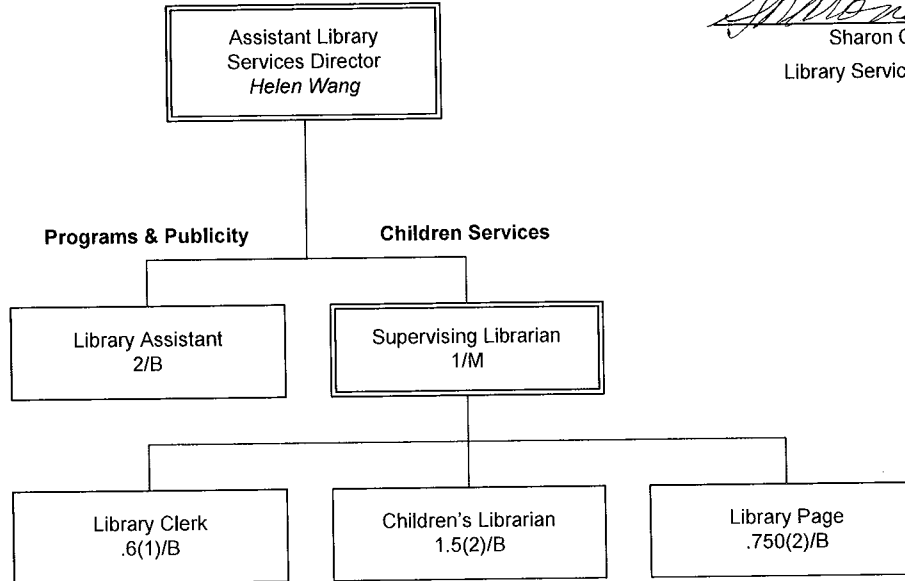 Assistant Library
Services Director
Helen Wang
Sharon
Library
Programs & Publicity
Children Services
Library Assistant
2/B
Supervising Librarian
1/M
Library Clerk
.6(1)/B
Children's Librarian
1.5(2)/B
Library Page
.750(2)/B